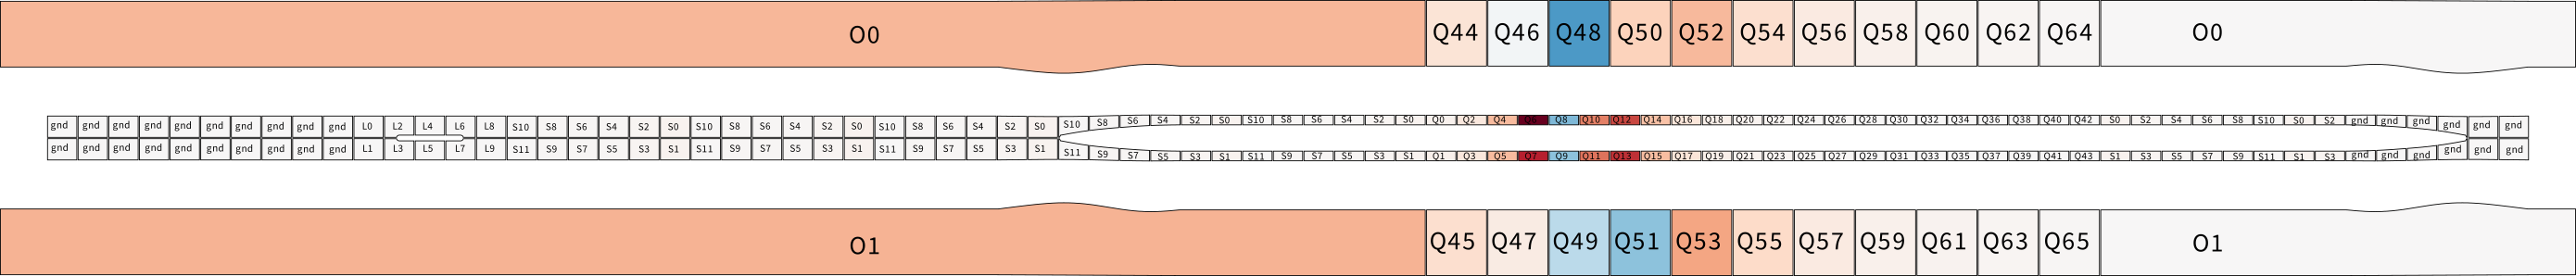 O0 Q44 Q46 Q48 Q50 Q52 Q54 Q56 Q58 Q60 Q62 Q64 O0
gnd gnd gnd gnd gnd gnd gnd gnd gnd gnd L0 L2 L4 L6 L8 S10 S8 S6 S4 S2 S0 S10 S8 S6 S4 S2 S0 S10 S8 S6 S4 S2 S0 S10 S8 S6 S4 S2 S0 S10 S8 S6 S4 S2 S0 Q0 Q2 Q4 Q6 Q8 Q10 Q12 Q14 Q16 Q18 Q20 Q22 Q24 Q26 Q28 Q30 Q32 Q34 Q36 Q38 Q40 Q42 S0 S2 S4 S6 S8 S10 S0 S2 gnd gnd gnd gnd gnd gnd
gnd gnd gnd gnd gnd gnd gnd gnd gnd gnd L1 L3 L5 L7 L9 S11 S9 S7 S5 S3 S1 S11 S9 S7 S5 S3 S1 S11 S9 S7 S5 S3 S1 S11 S9 S7 S5 S3 S1 S11 S9 S7 S5 S3 S1 Q1 Q3 Q5 Q7 Q9 Q11 Q13 Q15 Q17 Q19 Q21 Q23 Q25 Q27 Q29 Q31 Q33 Q35 Q37 Q39 Q41 Q43 S1 S3 S5 S7 S9 S11 S1 S3 gnd gnd gnd gnd gnd gnd
O1 Q45 Q47 Q49 Q51 Q53 Q55 Q57 Q59 Q61 Q63 Q65 O1